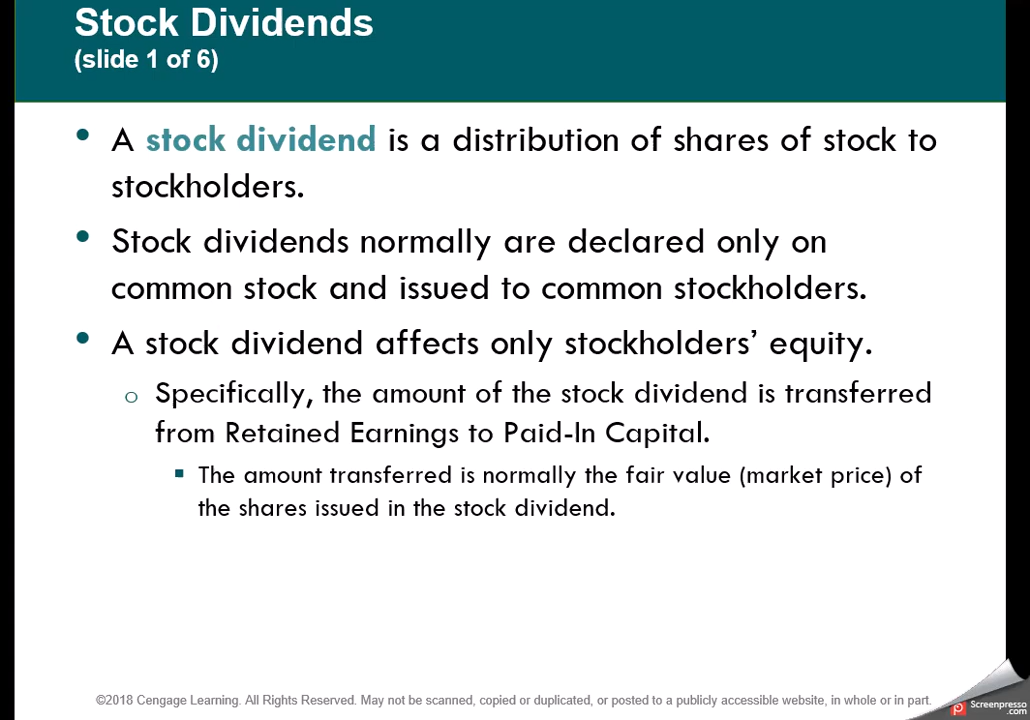 Stock Dividends
(slide 1 of 6)
• A stock dividend is a distribution of shares of stock to
stockholders.
• Stock dividends normally are declared only on
common stock and issued to common stockholders.
• A stock dividend affects only stockholders’ equity.
o Specifically, the amount of the stock dividend is transferred
from Retained Earnings to Paid-In Capital.
▪ The amount transferred is normally the fair value (market price) of
the shares issued in the stock dividend.
©2018 Cengage Learning. All Rights Reserved. May not be scanned, copied or duplicated, or posted to a publicly accessible website, in whole or in part.
Screenpresso
.com